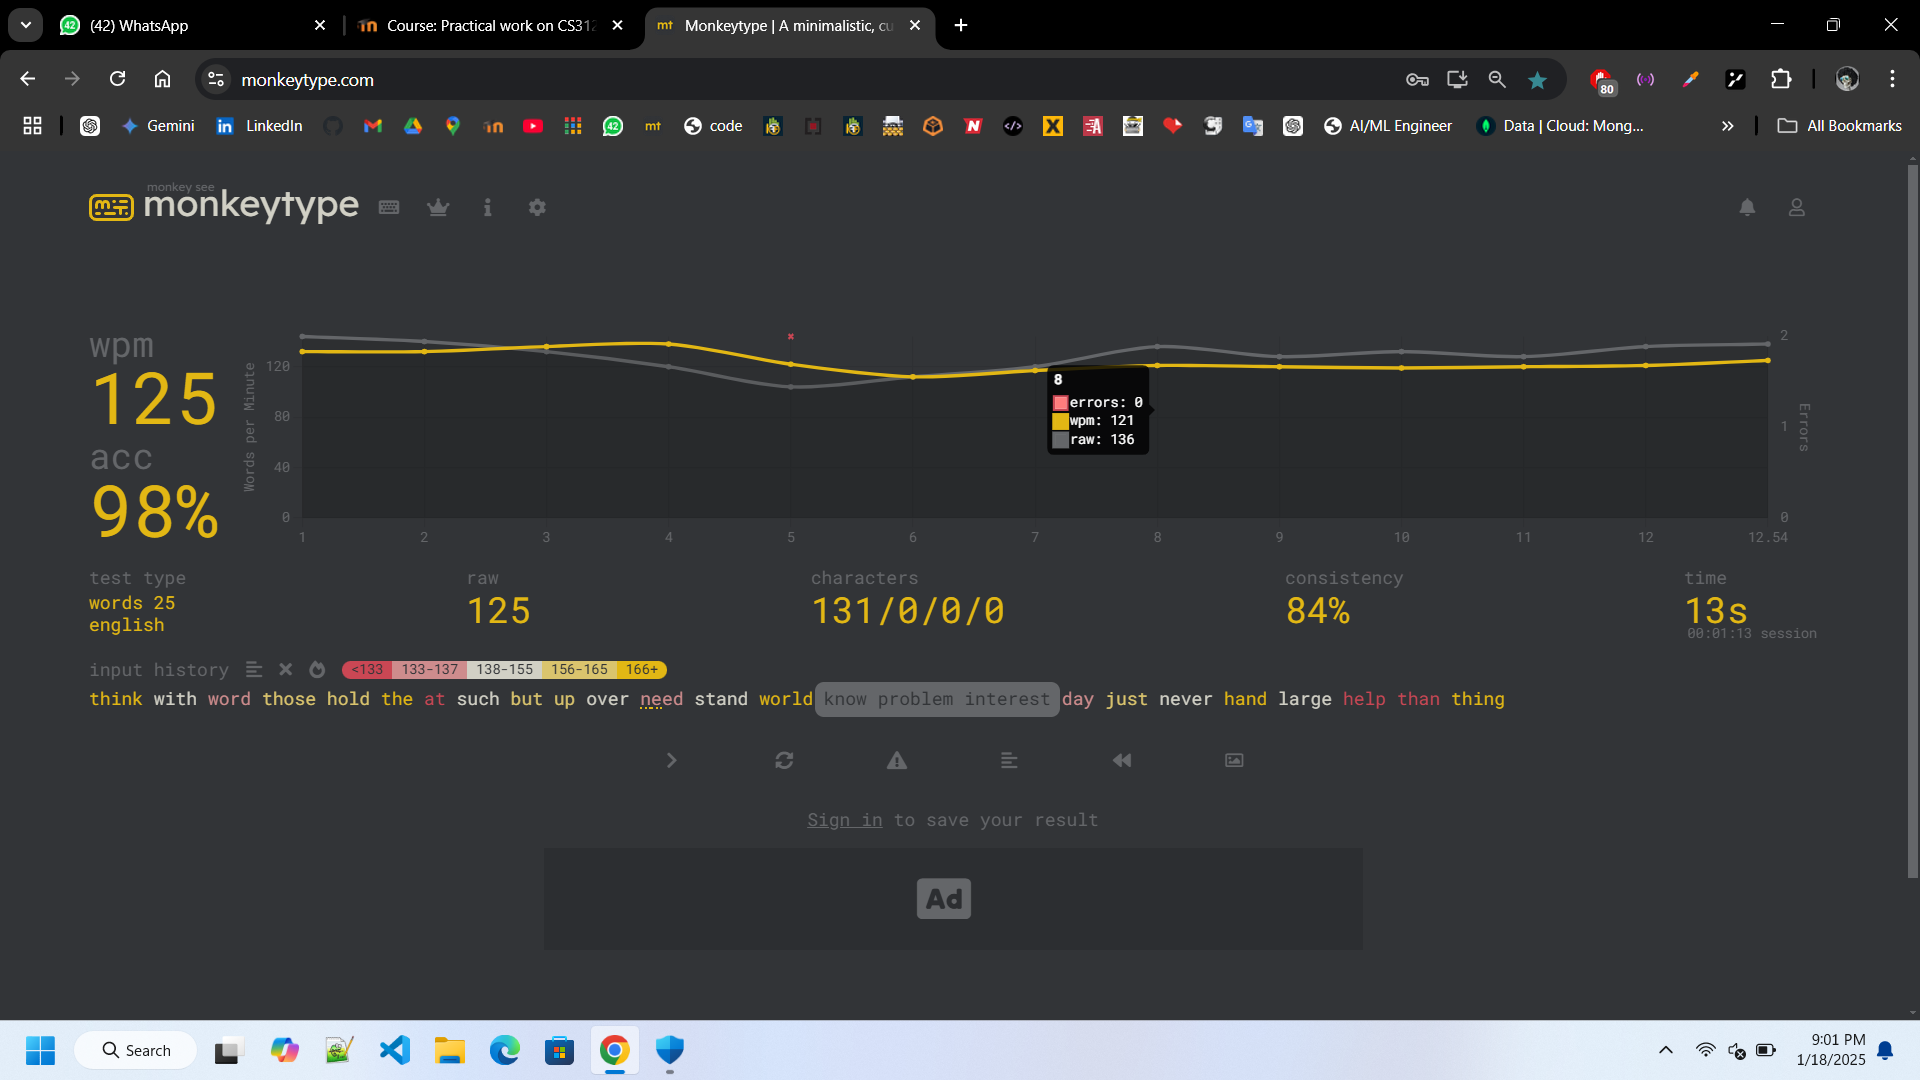 (42) WhatsApp
Course: Practical work on CS312
Monkeytype | A minimalistic, cu
monkeytype.com
80
Gemini
LinkedIn
42
mt
code
AI/ML Engineer
Data | Cloud: Mong...
All Bookmarks
monkey see
monkeytype
wpm
125
acc
98%
Words per Minute
120
80
40
0
8
errors: 0
wpm: 121
raw: 136
2
1
0
Errors
1 2 3 4 5 6 7 8 9 10 11 12 12.54
test type
words 25
english
raw
125
characters
131/0/0/0
consistency
84%
time
13s
00:01:13 session
input history
<133 133-137 138-155 156-165 166+
think with word those hold the at such but up over need stand world know problem interest day just never hand large help than thing
Sign in to save your result
Ad
Search
9:01 PM
1/18/2025